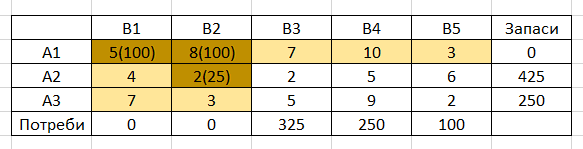 B1 B2 B3 B4 B5 Запаси
A1 5(100) 8(100) 7 10 3 0
A2 4 2(25) 2 5 6 425
A3 7 3 5 9 2 250
Потреби 0 0 325 250 100